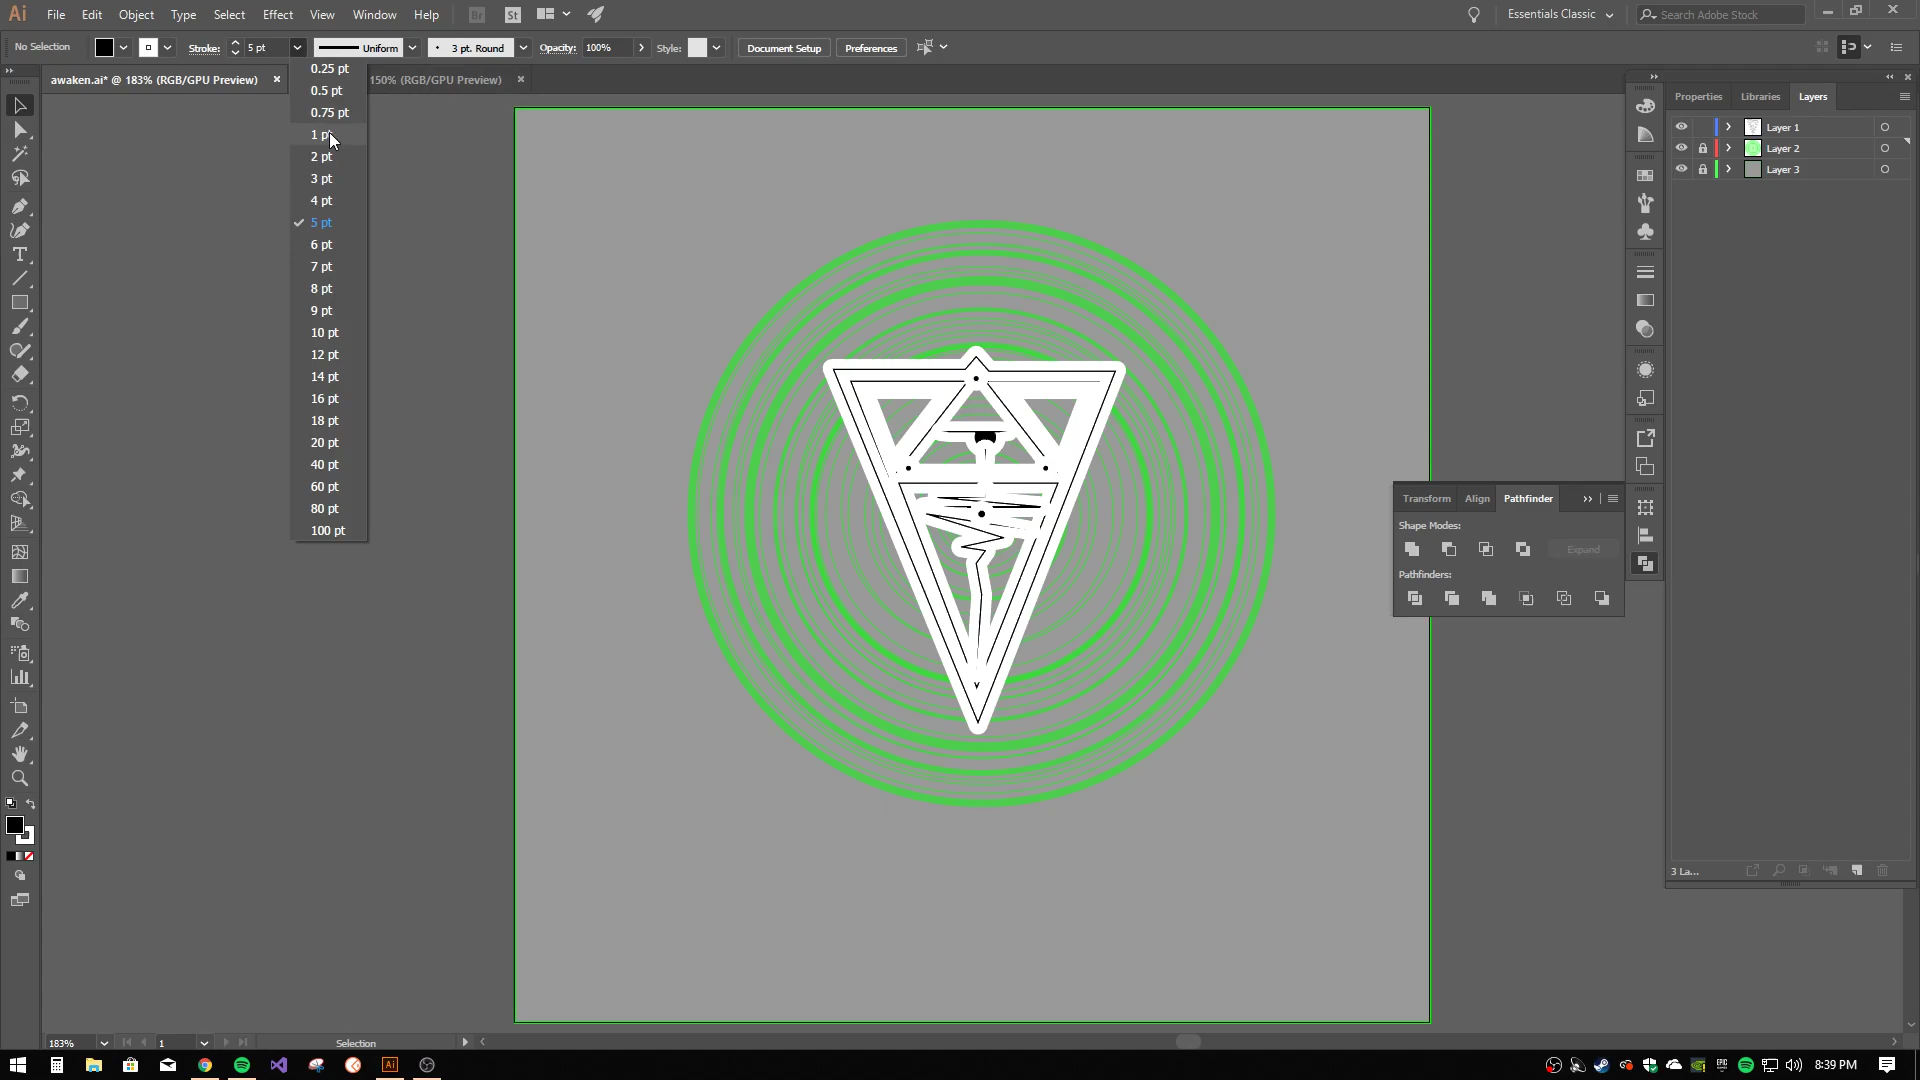 Ai File Edit Object Type Select Effect View Window Help Br St Essentials Classic Search Adobe Stock
No Selection Stroke: 5 pt Uniform 3 pt. Round Opacity: 100% Style: Document Setup Preferences
awaken.ai* @ 183% (RGB/GPU Preview) 150% (RGB/GPU Preview)
0.25 pt
0.5 pt
0.75 pt
1 pt
2 pt
3 pt
4 pt
5 pt
6 pt
7 pt
8 pt
9 pt
10 pt
12 pt
14 pt
16 pt
18 pt
20 pt
40 pt
60 pt
80 pt
100 pt
Properties Libraries Layers
Layer 1
Layer 2
Layer 3
Transform Align Pathfinder
Shape Modes:
Expand
Pathfinders:
3 La...
183% 1 Selection
Ai EPIC 8:39 PM